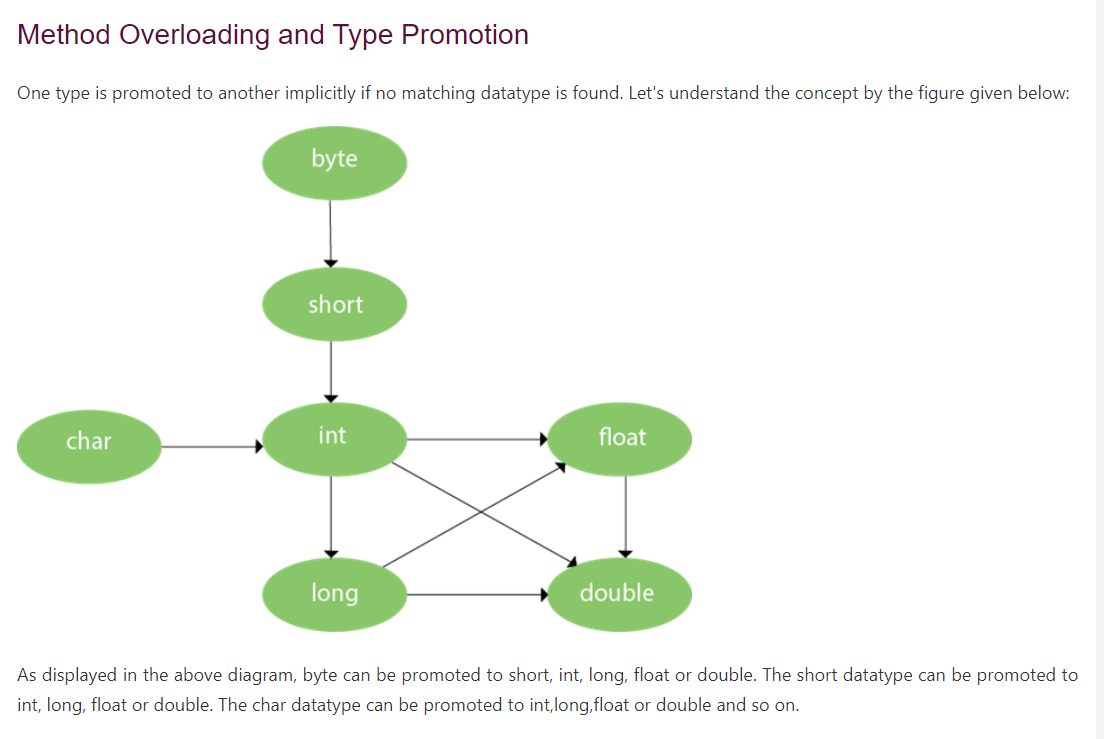 Method Overloading and Type Promotion
One type is promoted to another implicitly if no matching datatype is found. Let's understand the concept by the figure given below:
byte
short
char
int
float
long
double
As displayed in the above diagram, byte can be promoted to short, int, long, float or double. The short datatype can be promoted to
int, long, float or double. The char datatype can be promoted to int,long,float or double and so on.